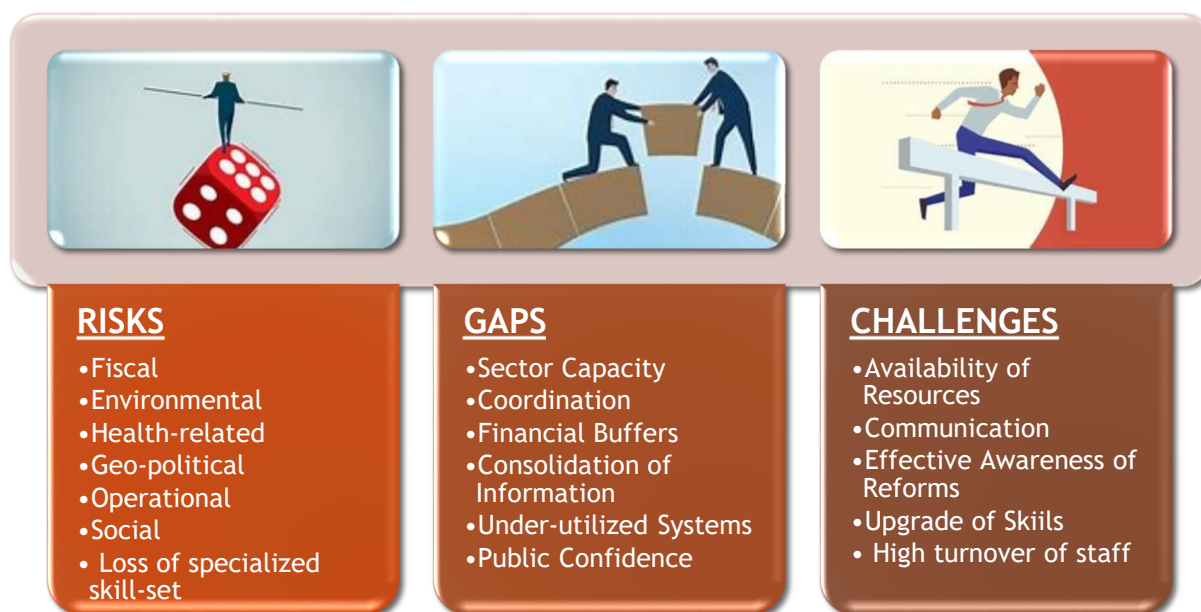 RISKS
•Fiscal
•Environmental
•Health-related
•Geo-political
•Operational
•Social
• Loss of specialized
skill-set
GAPS
•Sector Capacity
•Coordination
•Financial Buffers
•Consolidation of
Information
•Under-utilized Systems
•Public Confidence
CHALLENGES
•Availability of
Resources
•Communication
•Effective Awareness of
Reforms
•Upgrade of Skiils
• High turnover of staff